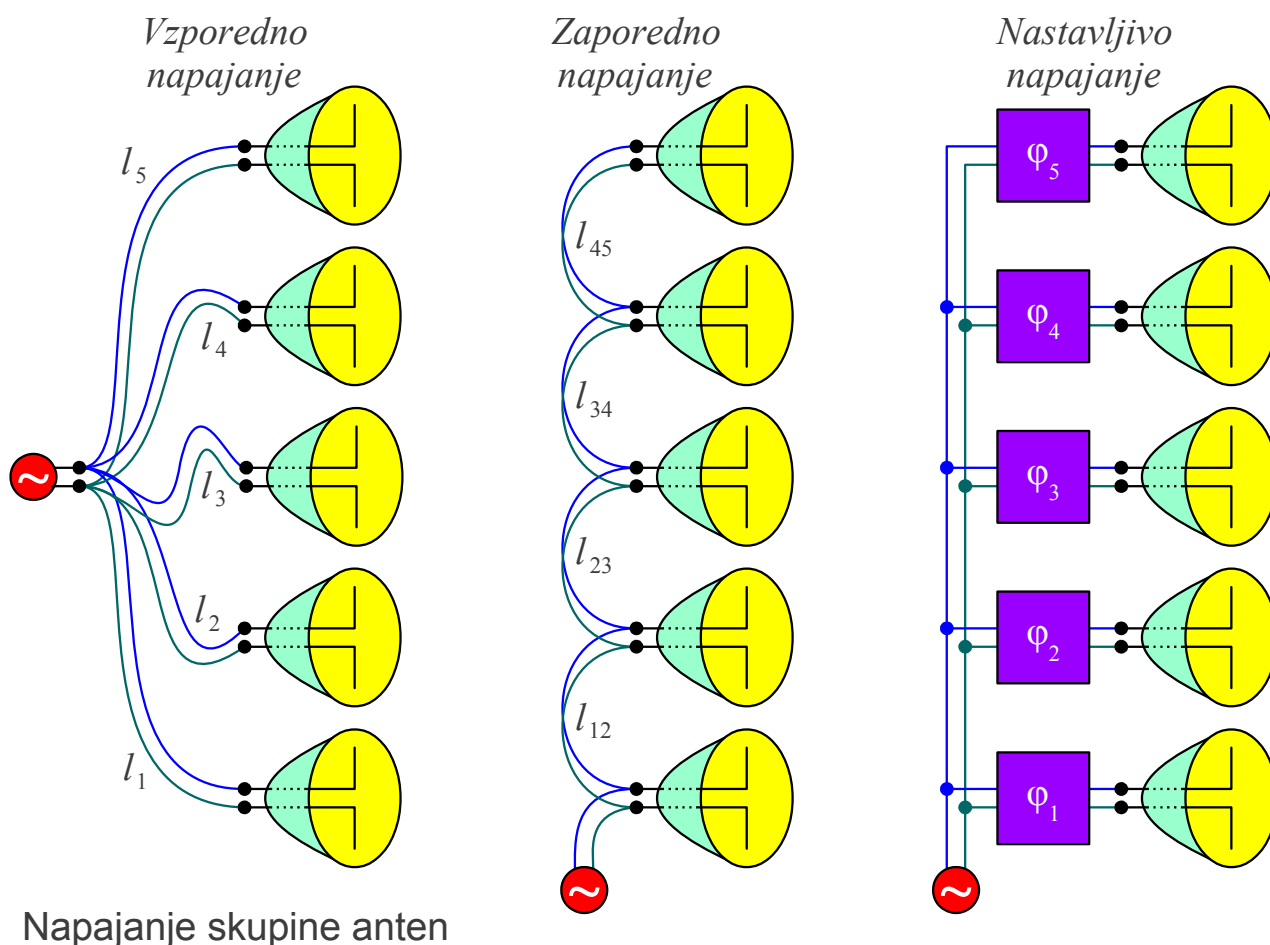 Vzporedno
napajanje
l5
l4
l3
l2
l1
~
Zaporedno
napajanje
l45
l34
l23
l12
~
Nastavljivo
napajanje
φ5
φ4
φ3
φ2
φ1
~
Napajanje skupine anten